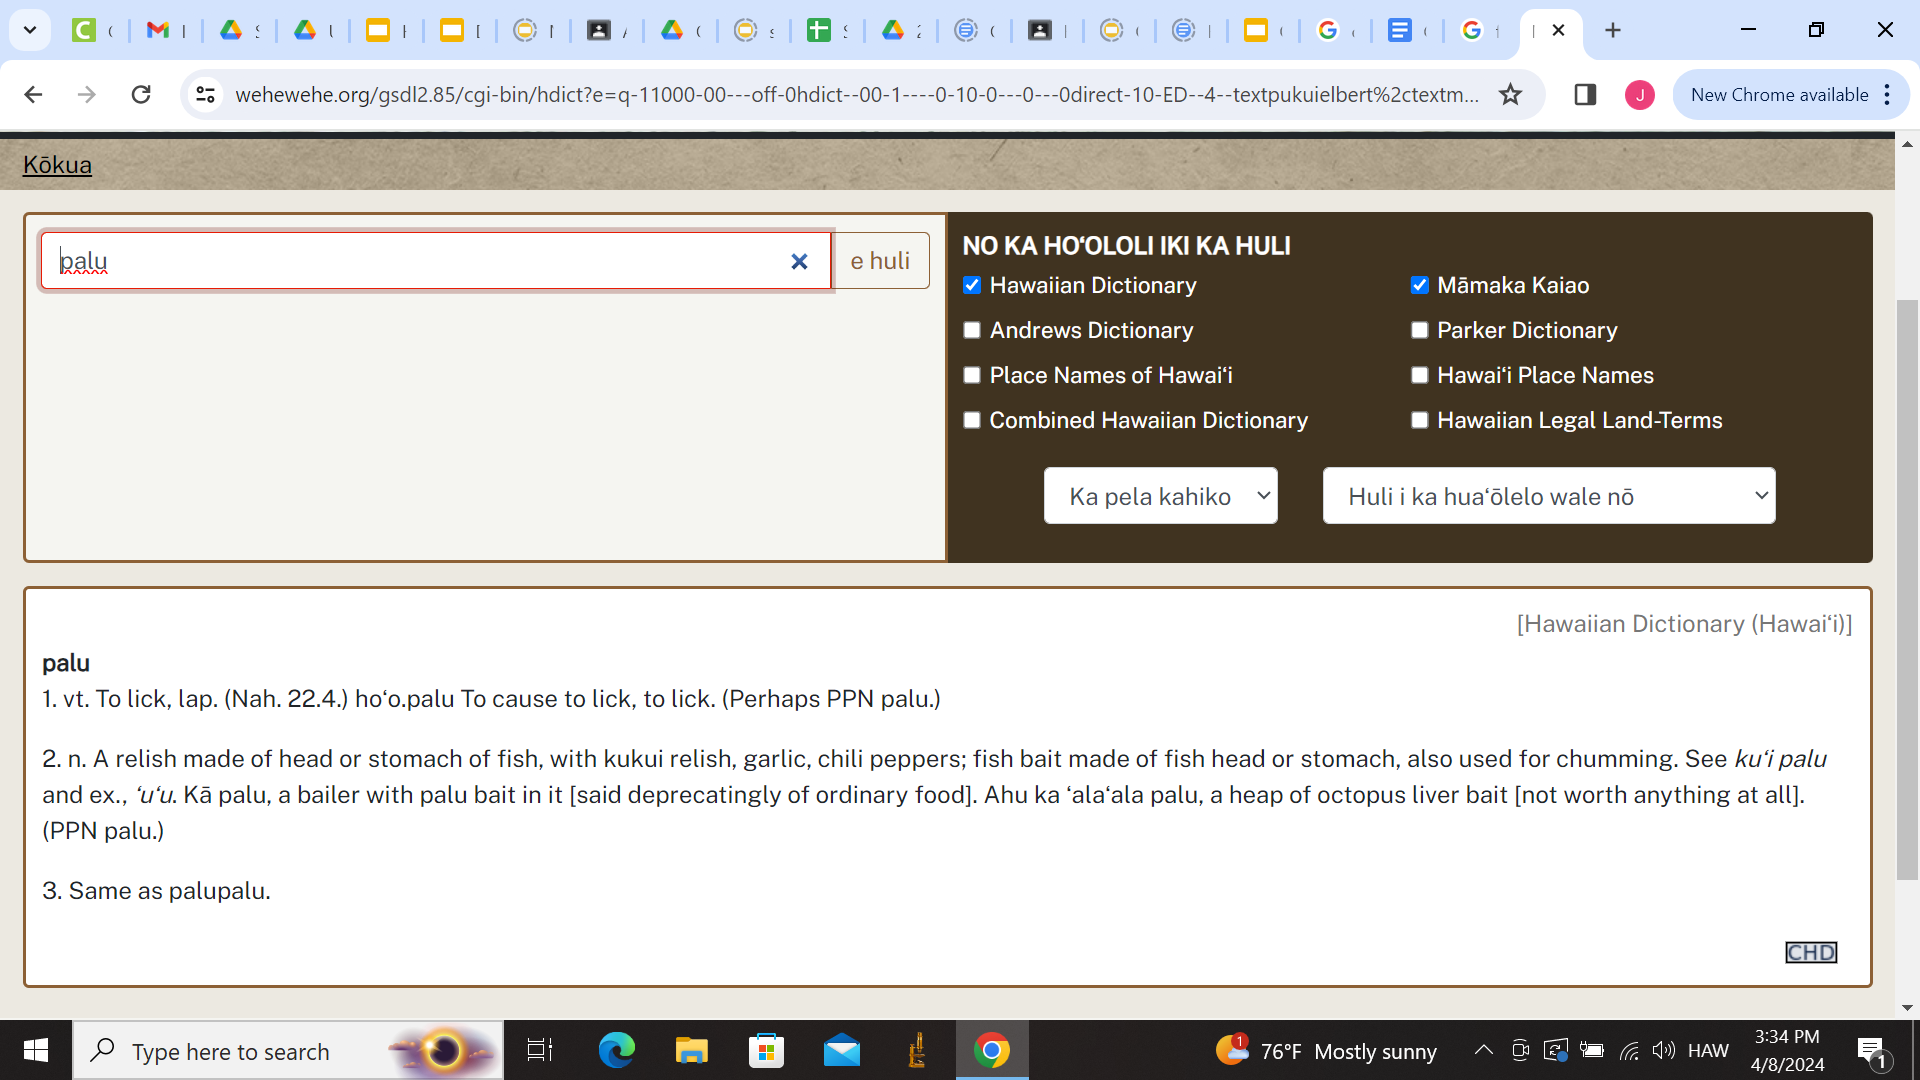 wehewehe.org/gsdl2.85/cgi-bin/hdict?e=q-11000-00---off-0hdict--00-1----0-10-0---0---0direct-10-ED--4--textpukuielbert%2ctextm...
J
New Chrome available
Kōkua
palu
e huli
NO KA HOʻOLOLI IKI KA HULI
Hawaiian Dictionary
Māmaka Kaiao
Andrews Dictionary
Parker Dictionary
Place Names of Hawaiʻi
Hawaiʻi Place Names
Combined Hawaiian Dictionary
Hawaiian Legal Land-Terms
Ka pela kahiko
Huli i ka huaʻōlelo wale nō
[Hawaiian Dictionary (Hawaiʻi)]
palu
1. vt. To lick, lap. (Nah. 22.4.) hoʻo.palu To cause to lick, to lick. (Perhaps PPN palu.)
2. n. A relish made of head or stomach of fish, with kukui relish, garlic, chili peppers; fish bait made of fish head or stomach, also used for chumming. See kuʻi palu
and ex., ʻuʻu. Kā palu, a bailer with palu bait in it [said deprecatingly of ordinary food]. Ahu ka ʻalaʻala palu, a heap of octopus liver bait [not worth anything at all].
(PPN palu.)
3. Same as palupalu.
CHD
Type here to search
1
76°F Mostly sunny
HAW
3:34 PM
4/8/2024
1